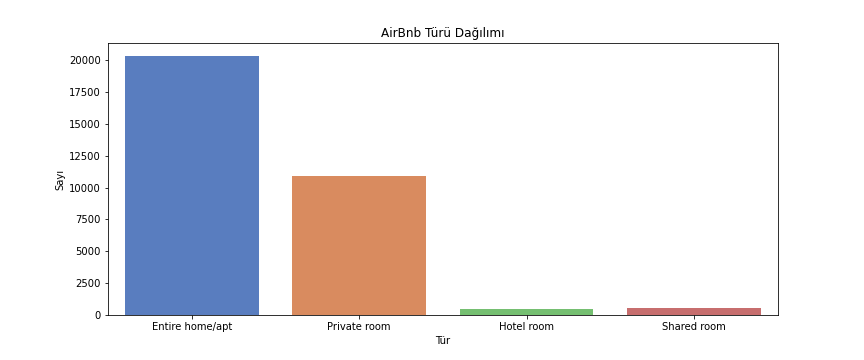 AirBnb Türü Dağılımı
Sayı
20000
17500
15000
12500
10000
7500
5000
2500
0
Entire home/apt
Private room
Hotel room
Shared room
Tür